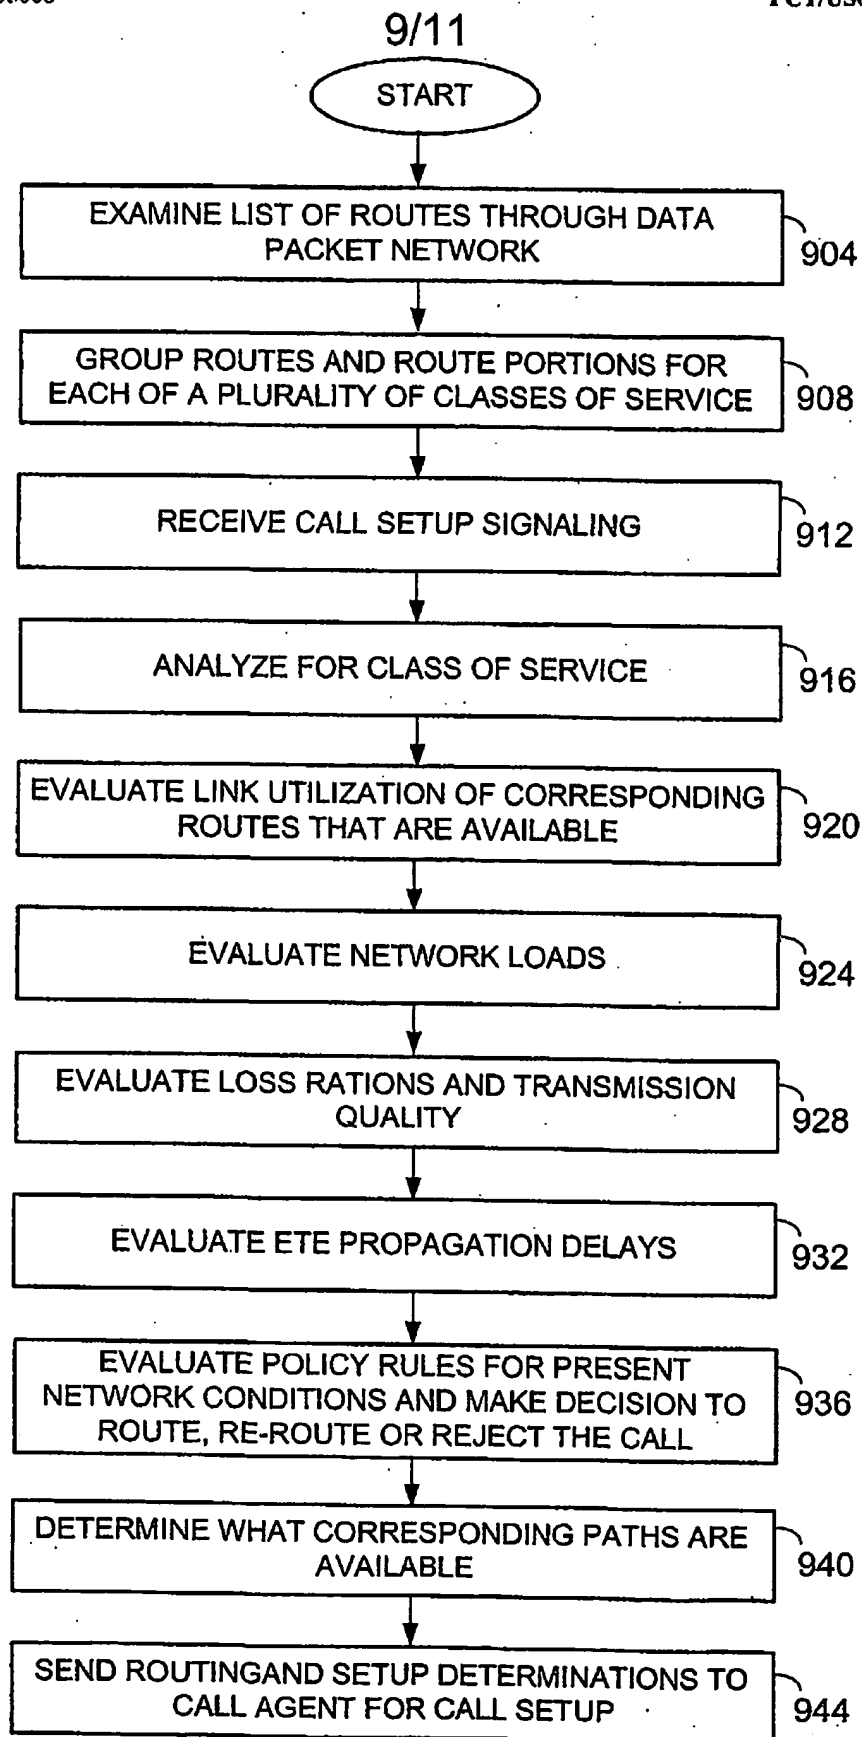 9/11
START
EXAMINE LIST OF ROUTES THROUGH DATA
PACKET NETWORK
904
GROUP ROUTES AND ROUTE PORTIONS FOR
EACH OF A PLURALITY OF CLASSES OF SERVICE
908
RECEIVE CALL SETUP SIGNALING
912
ANALYZE FOR CLASS OF SERVICE
916
EVALUATE LINK UTILIZATION OF CORRESPONDING
ROUTES THAT ARE AVAILABLE
920
EVALUATE NETWORK LOADS
924
EVALUATE LOSS RATIONS AND TRANSMISSION
QUALITY
928
EVALUATE ETE PROPAGATION DELAYS
932
EVALUATE POLICY RULES FOR PRESENT
NETWORK CONDITIONS AND MAKE DECISION TO
ROUTE, RE-ROUTE OR REJECT THE CALL
936
DETERMINE WHAT CORRESPONDING PATHS ARE
AVAILABLE
940
SEND ROUTINGAND SETUP DETERMINATIONS TO
CALL AGENT FOR CALL SETUP
944